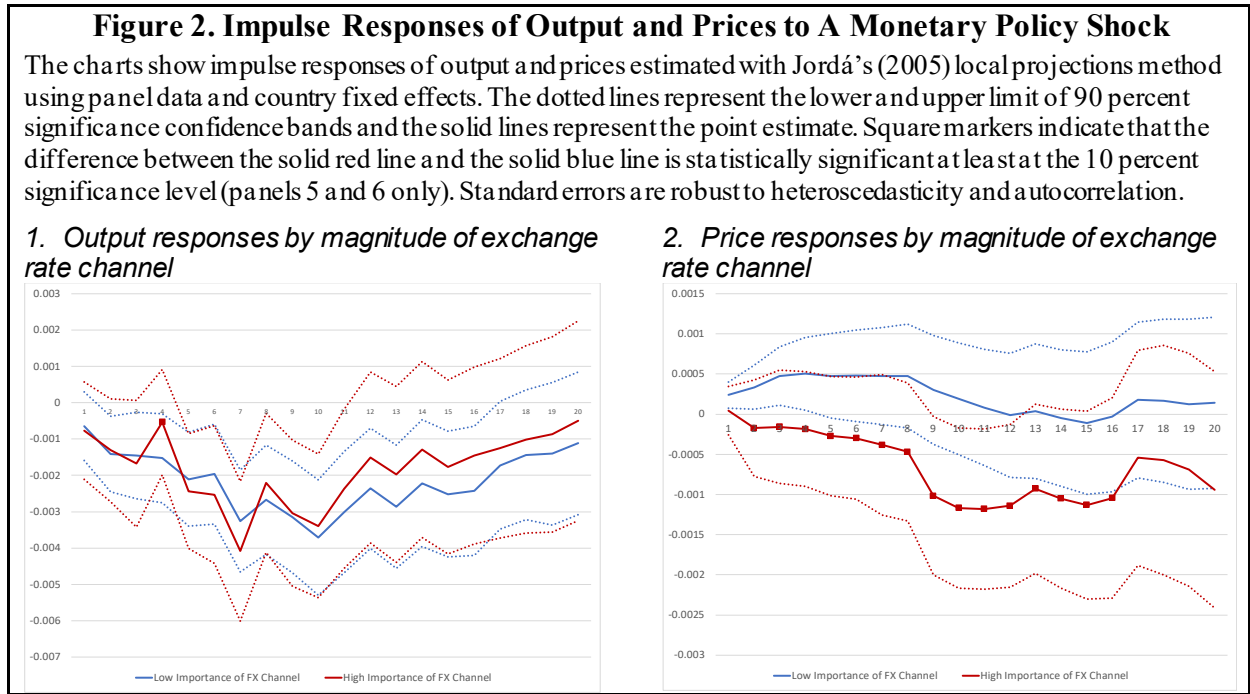 Figure 2. Impulse Responses of Output and Prices to A Monetary Policy Shock
The charts show impulse responses of output and prices estimated with Jordá's (2005) local projections method
using panel data and country fixed effects. The dotted lines represent the lower and upper limit of 90 percent
significance confidence bands and the solid lines represent the point estimate. Square markers indicate that the
difference between the solid red line and the solid blue line is statistically significant at least at the 10 percent
significance level (panels 5 and 6 only). Standard errors are robust to heteroscedasticity and autocorrelation.
1. Output responses by magnitude of exchange
rate channel
0.003
0.002
0.001
0
1 2 3 4 5 6 7 8 9 10 11 12 13 14 15 16 17 18 19 20
-0.001
-0.002
-0.003
-0.004
-0.005
-0.006
-0.007
Low Importance of FX Channel High Importance of FX Channel
2. Price responses by magnitude of exchange
rate channel
0.0015
0.001
0.0005
0
1 2 3 4 5 6 7 8 9 10 11 12 13 14 15 16 17 18 19 20
-0.0005
-0.001
-0.0015
-0.002
-0.0025
-0.003
Low Importance of FX Channel High Importance of FX Channel